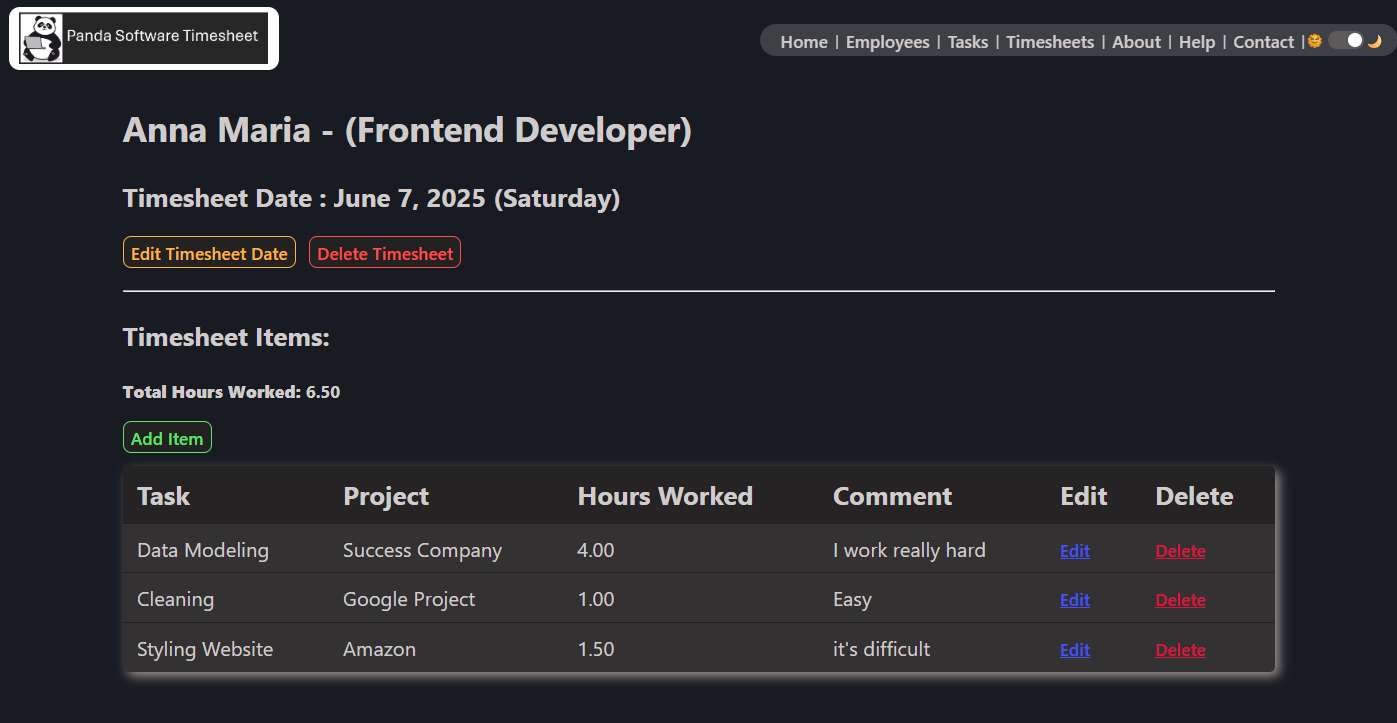 Panda Software Timesheet
Home | Employees | Tasks | Timesheets | About | Help | Contact |
Anna Maria - (Frontend Developer)
Timesheet Date : June 7, 2025 (Saturday)
Edit Timesheet Date Delete Timesheet
Timesheet Items:
Total Hours Worked: 6.50
Add Item
Task Project Hours Worked Comment Edit Delete
Data Modeling Success Company 4.00 I work really hard Edit Delete
Cleaning Google Project 1.00 Easy Edit Delete
Styling Website Amazon 1.50 it's difficult Edit Delete